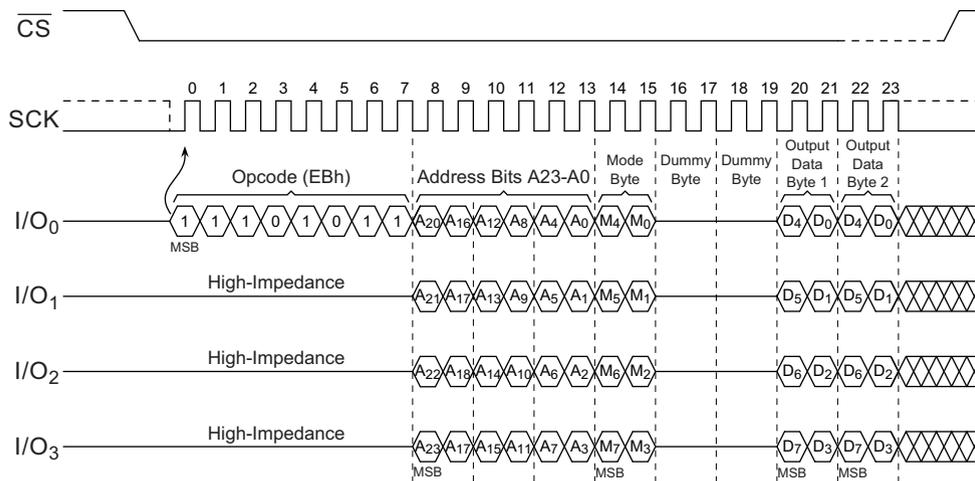 CS
0 1 2 3 4 5 6 7 8 9 10 11 12 13 14 15 16 17 18 19 20 21 22 23
SCK
Opcode (EBh)
Address Bits A23-A0
Mode
Byte
Dummy
Byte
Dummy
Byte
Output
Data
Byte 1
Output
Data
Byte 2
I/O0 1 1 1 0 1 0 1 1 A20 A16 A12 A8 A4 A0 M4 M0 D4 D0 D4 D0
MSB
I/O1 High-Impedance A21 A17 A13 A9 A5 A1 M5 M1 D5 D1 D5 D1
I/O2 High-Impedance A22 A18 A14 A10 A6 A2 M6 M2 D6 D2 D6 D2
I/O3 High-Impedance A23 A17 A15 A11 A7 A3 M7 M3 D7 D3 D7 D3
MSB MSB MSB MSB